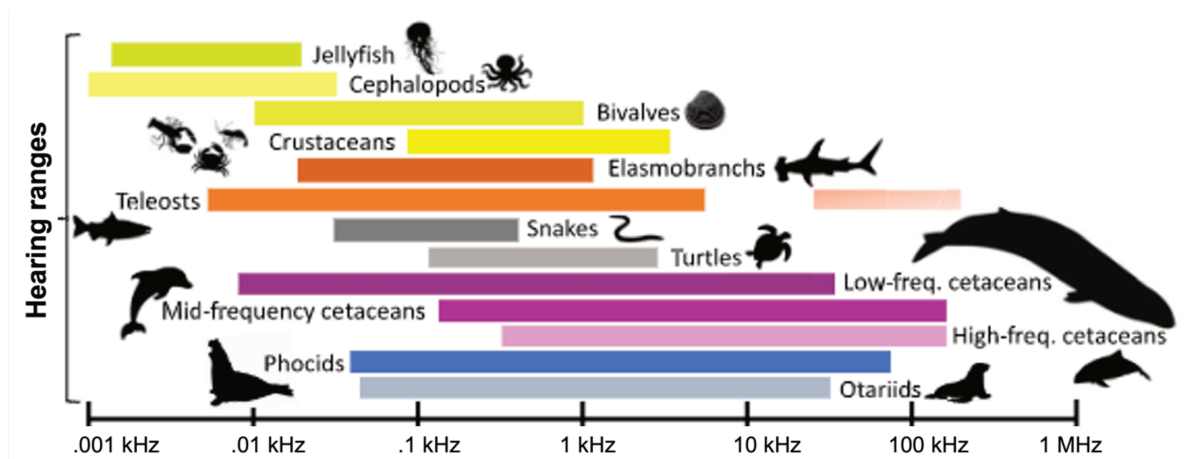 Hearing ranges
Jellyfish
Cephalopods
Bivalves
Crustaceans
Elasmobranchs
Teleosts
Snakes
Turtles
Low-freq. cetaceans
Mid-frequency cetaceans
High-freq. cetaceans
Phocids
Otariids
.001 kHz .01 kHz .1 kHz 1 kHz 10 kHz 100 kHz 1 MHz